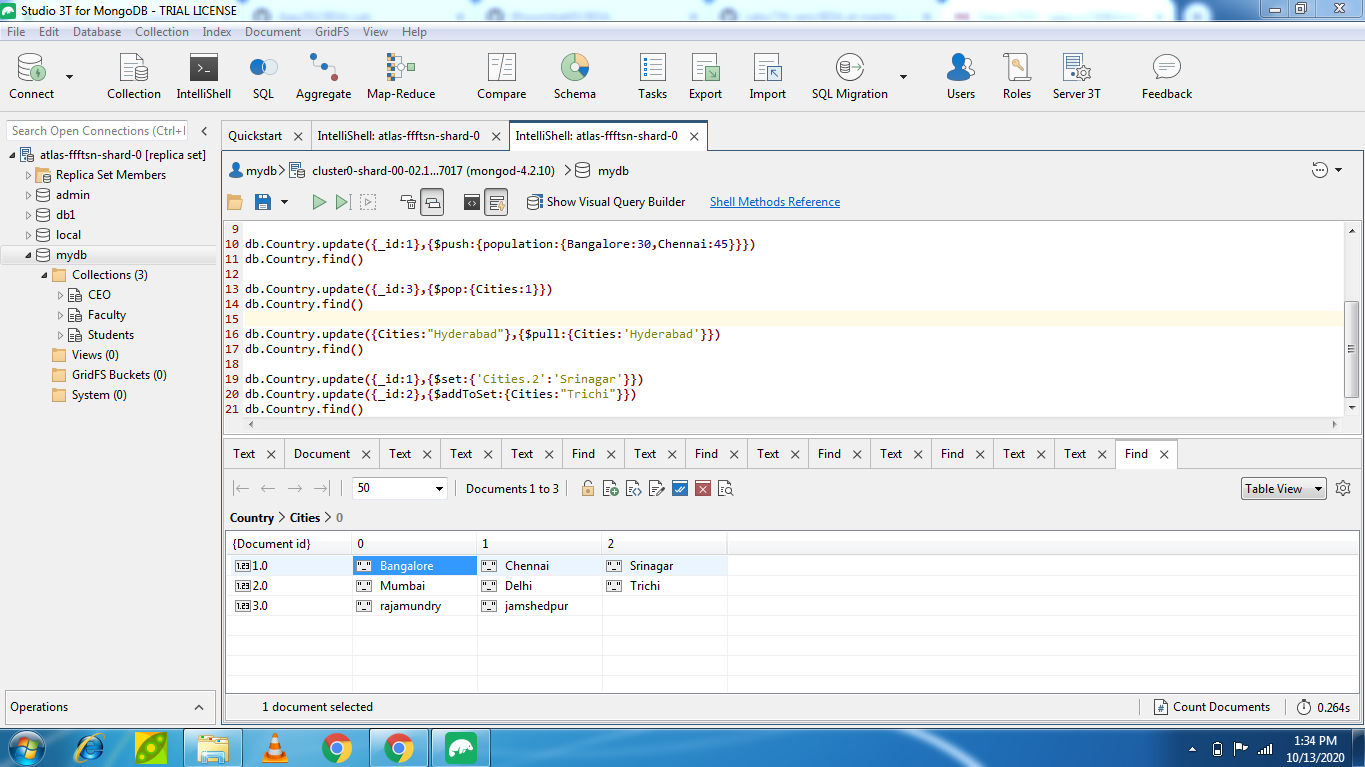 Studio 3T for MongoDB - TRIAL LICENSE
File Edit Database Collection Index Document GridFS View Help
Connect Collection IntelliShell SQL Aggregate Map-Reduce Compare Schema Tasks Export Import SQL Migration Users Roles Server 3T Feedback
Search Open Connections (Ctrl+
Quickstart IntelliShell: atlas-ffftsn-shard-0 IntelliShell: atlas-ffftsn-shard-0
atlas-ffftsn-shard-0 [replica set]
Replica Set Members
admin
db1
local
mydb
Collections (3)
CEO
Faculty
Students
Views (0)
GridFS Buckets (0)
System (0)
Operations
mydb cluster0-shard-00-02.1...7017 (mongod-4.2.10) mydb
Show Visual Query Builder Shell Methods Reference
9
10 db.Country.update({_id:1},{$push:{population:{Bangalore:30,Chennai:45}}})
11 db.Country.find()
12
13 db.Country.update({_id:3},{$pop:{Cities:1}})
14 db.Country.find()
15
16 db.Country.update({Cities:"Hyderabad"},{$pull:{Cities:'Hyderabad'}})
17 db.Country.find()
18
19 db.Country.update({_id:1},{$set:{'Cities.2':'Srinagar'}})
20 db.Country.update({_id:2},{$addToSet:{Cities:"Trichi"}})
21 db.Country.find()
Text Document Text Text Text Find Text Find Text Find Text Find Text Text Find
50 Documents 1 to 3 Table View
Country > Cities > 0
{Document id} 0 1 2
1.23 1.0 Bangalore Chennai Srinagar
1.23 2.0 Mumbai Delhi Trichi
1.23 3.0 rajamundry jamshedpur
1 document selected Count Documents 0.264s
1:34 PM
10/13/2020